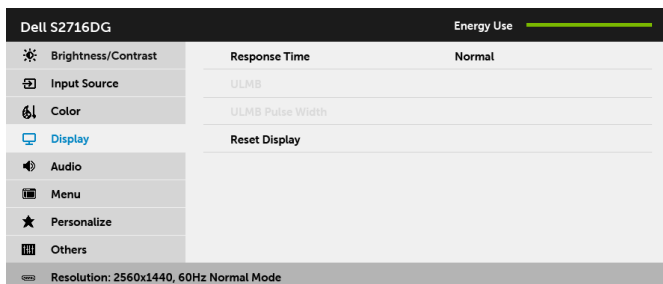 Dell S2716DG Energy Use
Brightness/Contrast Response Time Normal
Input Source ULMB
Color ULMB Pulse Width
Display Reset Display
Audio
Menu
Personalize
Others
Resolution: 2560x1440, 60Hz Normal Mode